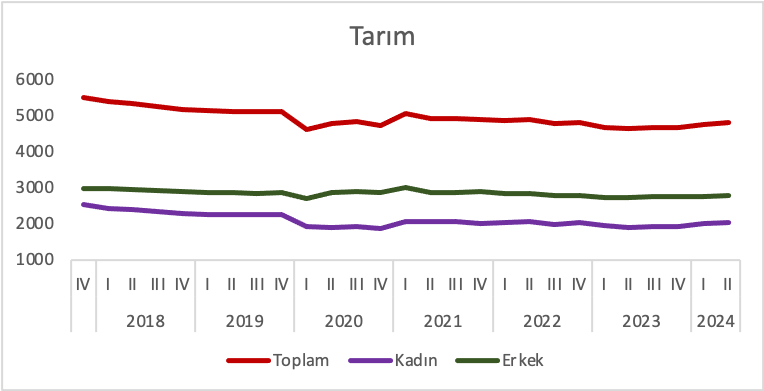 Tarım
6000
5000
4000
3000
2000
1000
IV I II III IV I II III IV I II III IV I II III IV I II III IV I II III IV I II
2018 2019 2020 2021 2022 2023 2024
Toplam Kadın Erkek